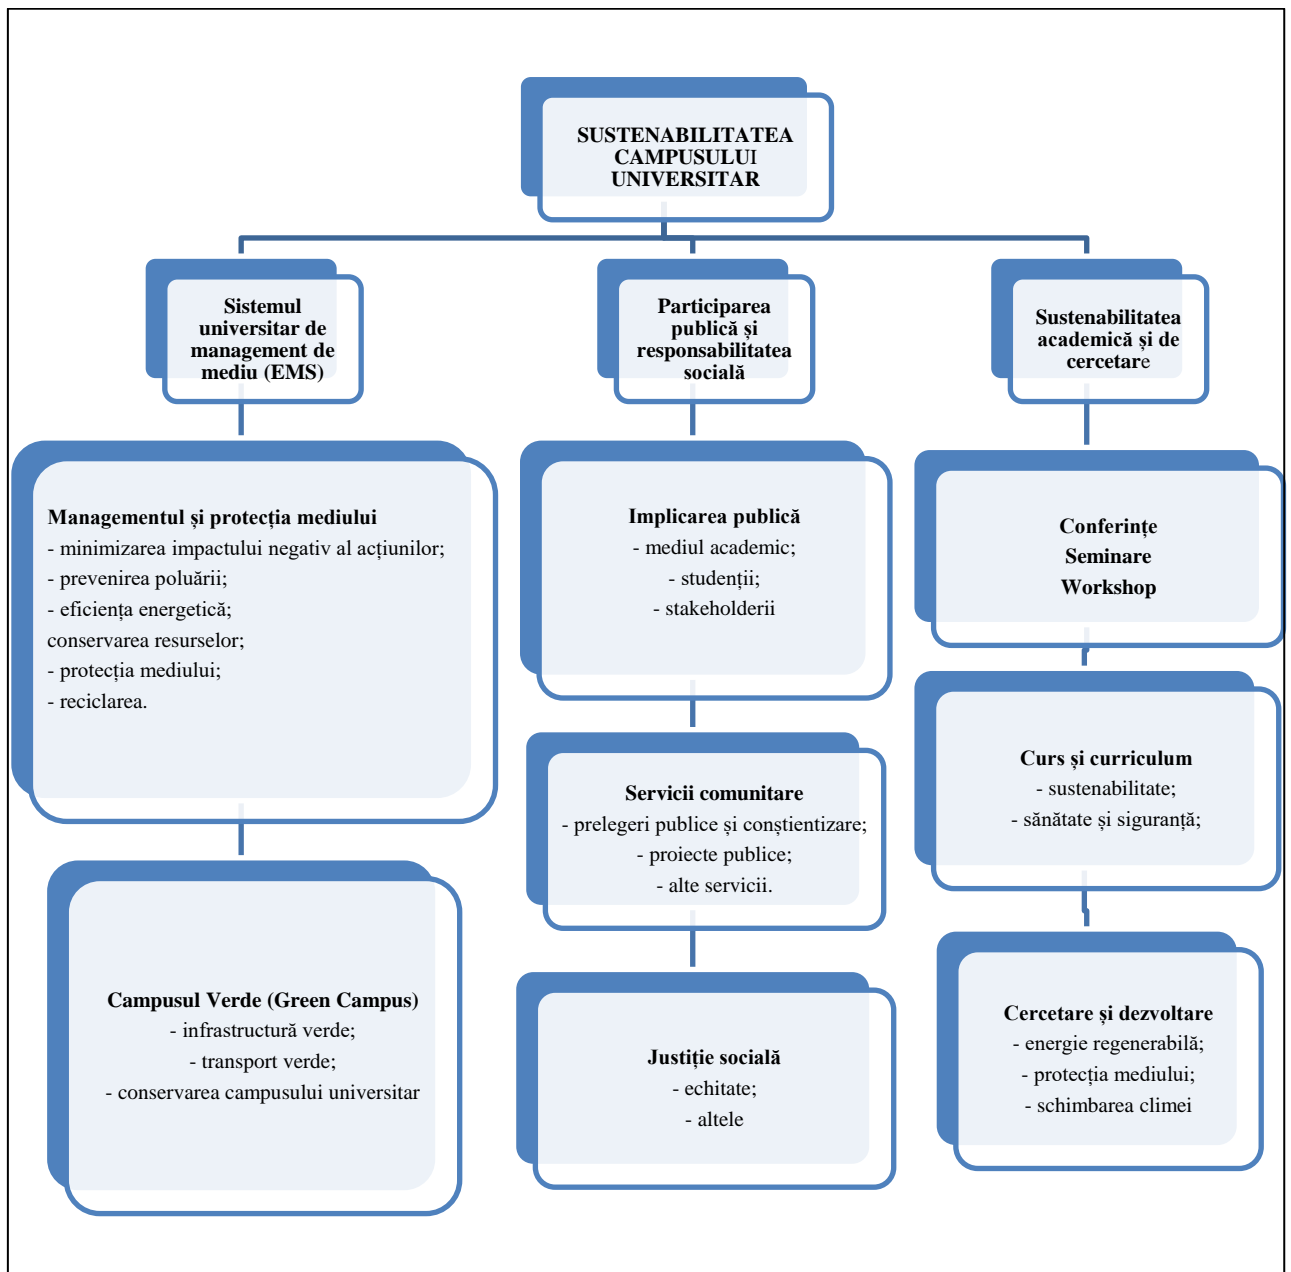 SUSTENABILITATEA
CAMPUSULUI
UNIVERSITAR
Sistemul
universitar de
management de
mediu (EMS)
Managementul și protecția mediului
- minimizarea impactului negativ al acțiunilor;
- prevenirea poluării;
- eficiența energetică;
conservarea resurselor;
- protecția mediului;
- reciclarea.
Campusul Verde (Green Campus)
- infrastructură verde;
- transport verde;
- conservarea campusului universitar
Participarea
publică și
responsabilitatea
socială
Implicarea publică
- mediul academic;
- studenții;
- stakeholderii
Servicii comunitare
- prelegeri publice și conștientizare;
- proiecte publice;
- alte servicii.
Justiție socială
- echitate;
- altele
Sustenabilitatea
academică și de
cercetare
Conferințe
Seminare
Workshop
Curs și curriculum
- sustenabilitate;
- sănătate și siguranță;
Cercetare și dezvoltare
- energie regenerabilă;
- protecția mediului;
- schimbarea climei